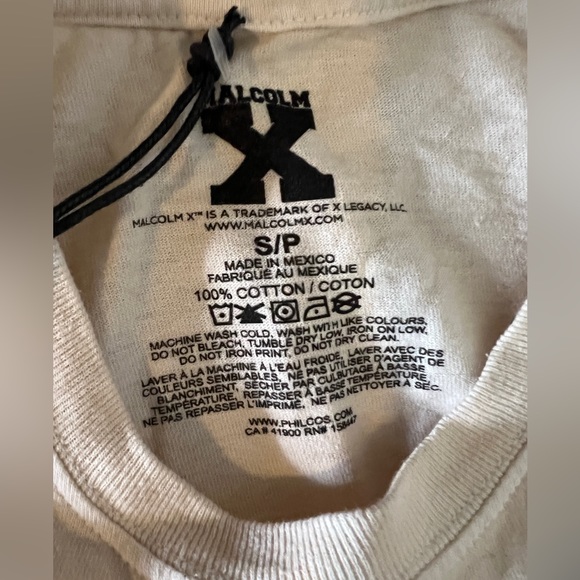 MALCOLM
X
MALCOLM X™ IS A TRADEMARK OF X LEGACY, LLC.
WWW.MALCOLMX.COM
S/P
MADE IN MEXICO
FABRIQUÉ AU MEXIQUE
100% COTTON / COTON
MACHINE WASH COLD, WASH WITH LIKE COLOURS,
DO NOT BLEACH, TUMBLE DRY LOW, IRON ON LOW,
DO NOT IRON PRINT, DO NOT DRY CLEAN.
LAVER À LA MACHINE À L'EAU FROIDE, LAVER AVEC DES
COULEURS SEMBLABLES, NE PAS UTILISER D'AGENT DE
BLANCHIMENT, SÉCHER PAR CULBUTAGE À BASSE
TEMPÉRATURE, REPASSER À BASSE TEMPÉRATURE,
NE PAS REPASSER L'IMPRIMÉ, NE PAS NETTOYER À SEC.
WWW.PHILCOS.COM
CA# 41900 RN# 158447